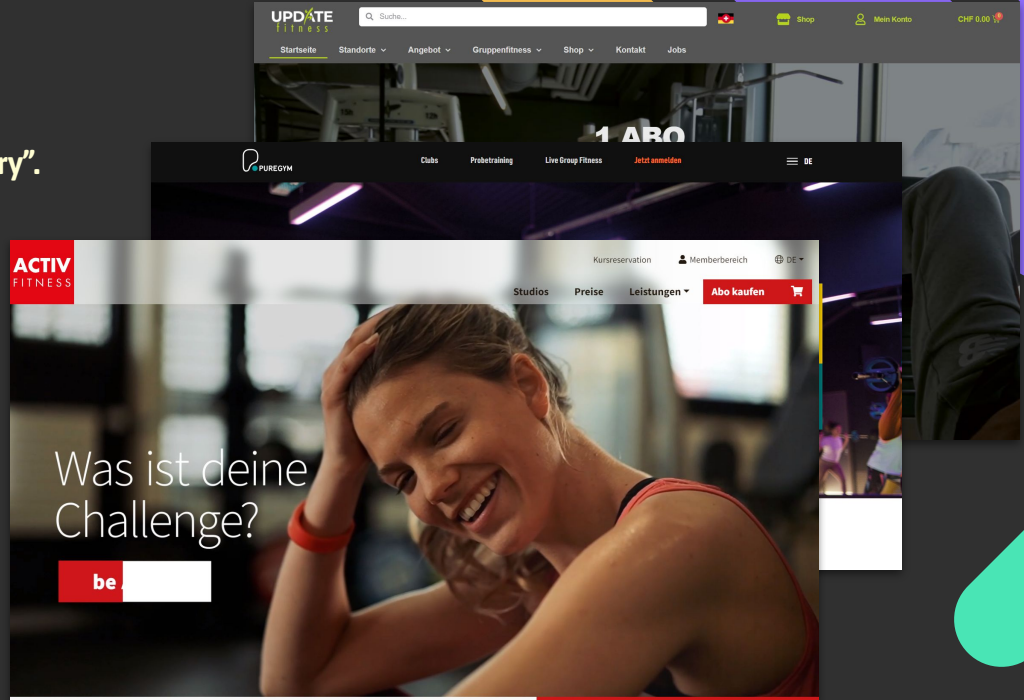 UPDATE
fitness
Suche...
Shop
Mein Konto
CHF 0.00
Startseite
Standorte
Angebot
Gruppenfitness
Shop
Kontakt
Jobs
1 ABO
ry”.
PUREGYM
Clubs
Probetraining
Live Group Fitness
Jetzt anmelden
DE
ACTIV
FITNESS
Kursreservation
Memberbereich
DE
Studios
Preise
Leistungen
Abo kaufen
Was ist deine
Challenge?
be